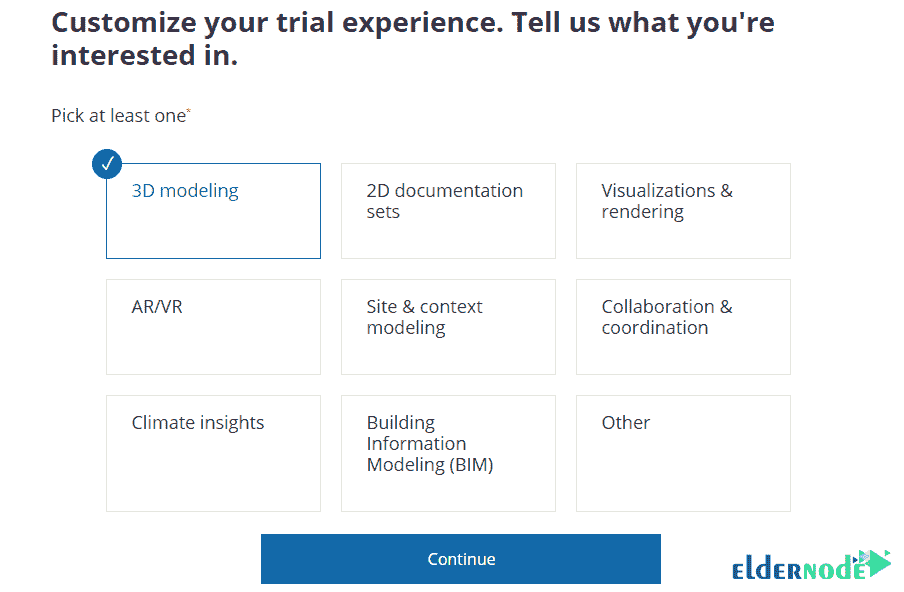 Customize your trial experience. Tell us what you're
interested in.
Pick at least one*
3D modeling
2D documentation
sets
Visualizations &
rendering
AR/VR
Site & context
modeling
Collaboration &
coordination
Climate insights
Building
Information
Modeling (BIM)
Other
Continue
elderNode